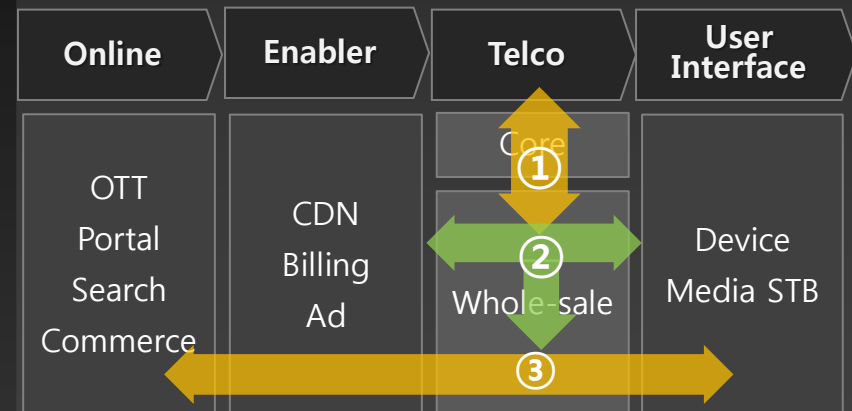 Online
Enabler
Telco
User
Interface
OTT
Portal
Search
Commerce
CDN
Billing
Ad
Core
①
②
Whole-sale
③
Device
Media STB